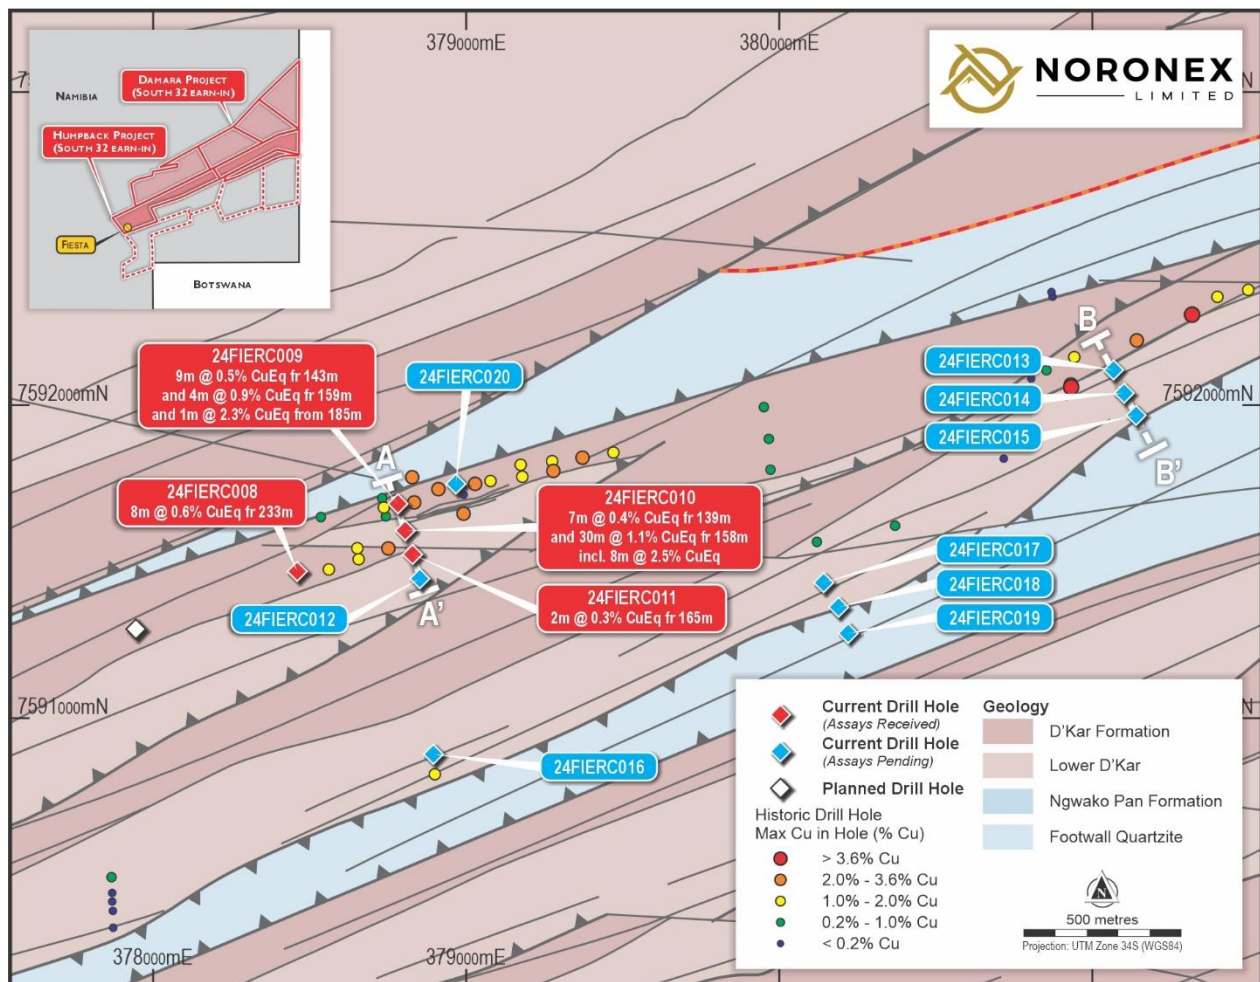 379000mE
380000mE
NORONEX
LIMITED
DAMARA PROJECT
(SOUTH 32 EARN-IN)
NAMIBIA
HUMPBACK PROJECT
(SOUTH 32 EARN-IN)
FIESTA
BOTSWANA
24FIERC009
9m @ 0.5% CuEq fr 143m
and 4m @ 0.9% CuEq fr 159m
and 1m @ 2.3% CuEq from 185m
24FIERC020
B
24FIERC013
24FIERC014
24FIERC015
7592000mN
7592000mN
B'
A
24FIERC008
8m @ 0.6% CuEq fr 233m
24FIERC010
7m @ 0.4% CuEq fr 139m
and 30m @ 1.1% CuEq fr 158m
incl. 8m @ 2.5% CuEq
24FIERC017
24FIERC018
24FIERC019
24FIERC011
2m @ 0.3% CuEq fr 165m
24FIERC012
A'
7591000mN
24FIERC016
Current Drill Hole
(Assays Received)
Current Drill Hole
(Assays Pending)
Planned Drill Hole
Historic Drill Hole
Max Cu in Hole (% Cu)
> 3.6% Cu
2.0% - 3.6% Cu
1.0% - 2.0% Cu
0.2% - 1.0% Cu
< 0.2% Cu
Geology
D'Kar Formation
Lower D'Kar
Ngwako Pan Formation
Footwall Quartzite
N
500 metres
Projection: UTM Zone 34S (WGS84)
378000mE
379000mE